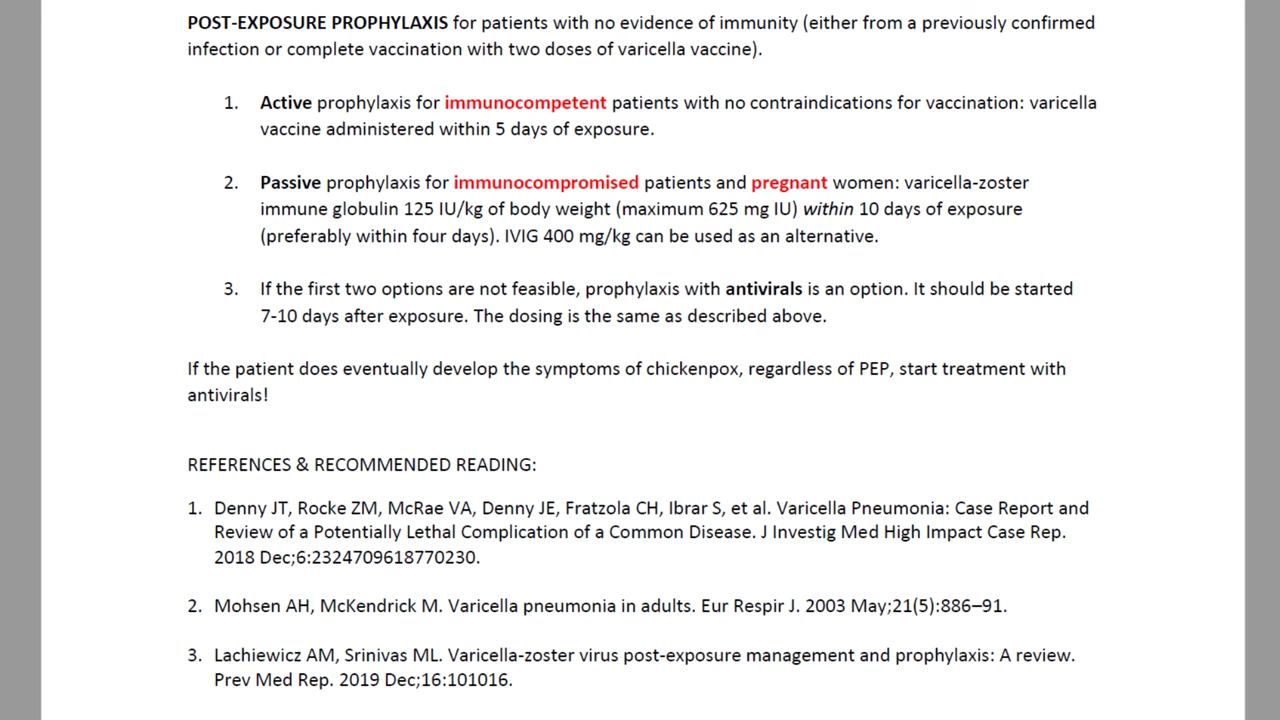 POST-EXPOSURE PROPHYLAXIS for patients with no evidence of immunity (either from a previously confirmed
infection or complete vaccination with two doses of varicella vaccine).
1. Active prophylaxis for immunocompetent patients with no contraindications for vaccination: varicella
vaccine administered within 5 days of exposure.
2. Passive prophylaxis for immunocompromised patients and pregnant women: varicella-zoster
immune globulin 125 IU/kg of body weight (maximum 625 mg IU) within 10 days of exposure
(preferably within four days). IVIG 400 mg/kg can be used as an alternative.
3. If the first two options are not feasible, prophylaxis with antivirals is an option. It should be started
7-10 days after exposure. The dosing is the same as described above.
If the patient does eventually develop the symptoms of chickenpox, regardless of PEP, start treatment with
antivirals!
REFERENCES & RECOMMENDED READING:
1. Denny JT, Rocke ZM, McRae VA, Denny JE, Fratzola CH, Ibrar S, et al. Varicella Pneumonia: Case Report and
Review of a Potentially Lethal Complication of a Common Disease. J Investig Med High Impact Case Rep.
2018 Dec;6:2324709618770230.
2. Mohsen AH, McKendrick M. Varicella pneumonia in adults. Eur Respir J. 2003 May;21(5):886–91.
3. Lachiewicz AM, Srinivas ML. Varicella-zoster virus post-exposure management and prophylaxis: A review.
Prev Med Rep. 2019 Dec;16:101016.